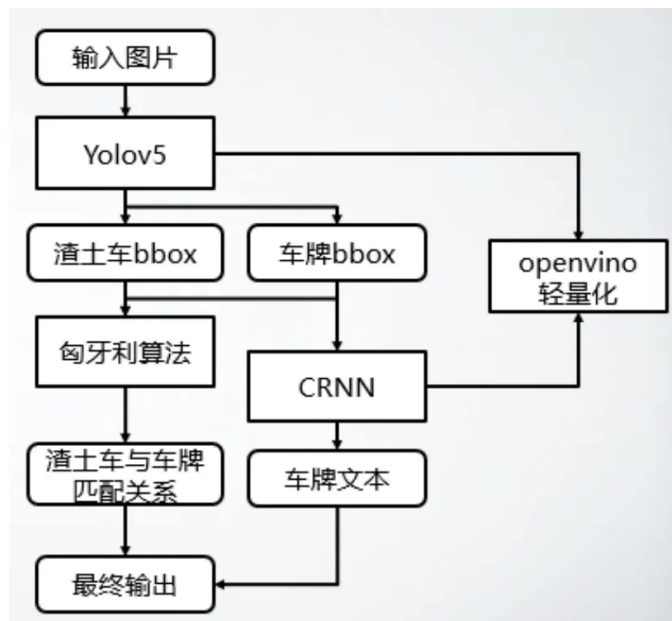 输入图片
Yolov5
渣土车bbox
车牌bbox
openvino
轻量化
匈牙利算法
CRNN
渣土车与车牌
匹配关系
车牌文本
最终输出